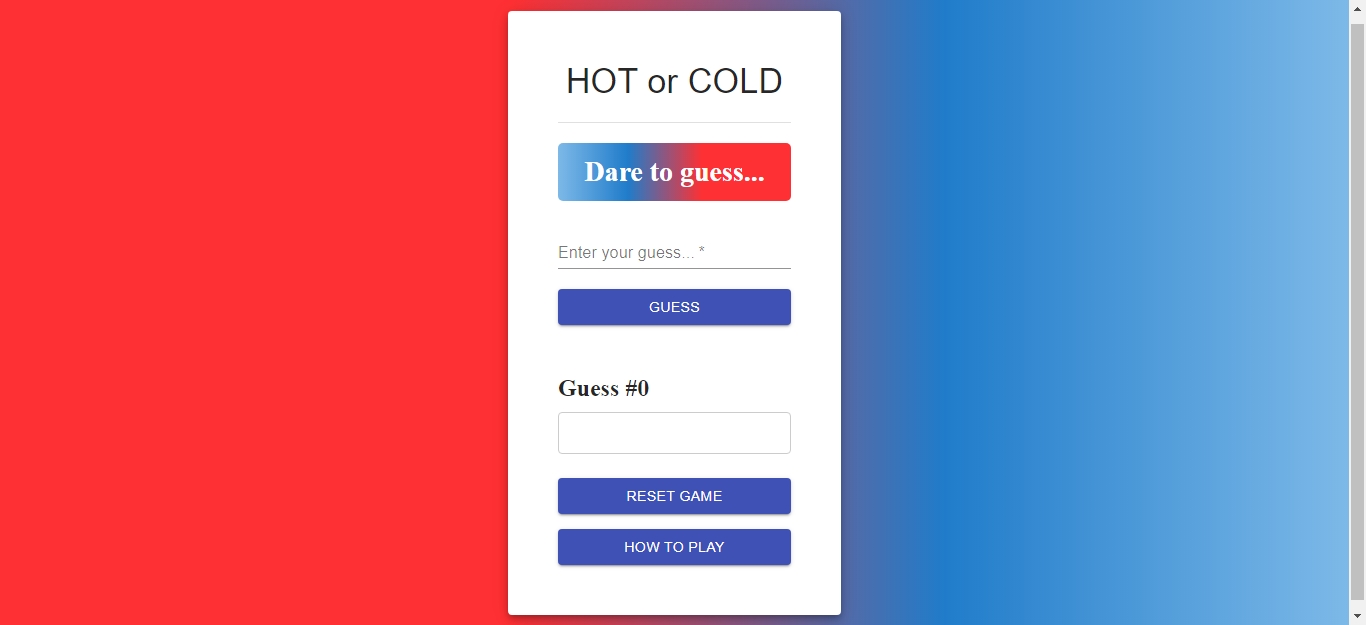 HOT or COLD
Dare to guess...
Enter your guess... *
GUESS
Guess #0
RESET GAME
HOW TO PLAY